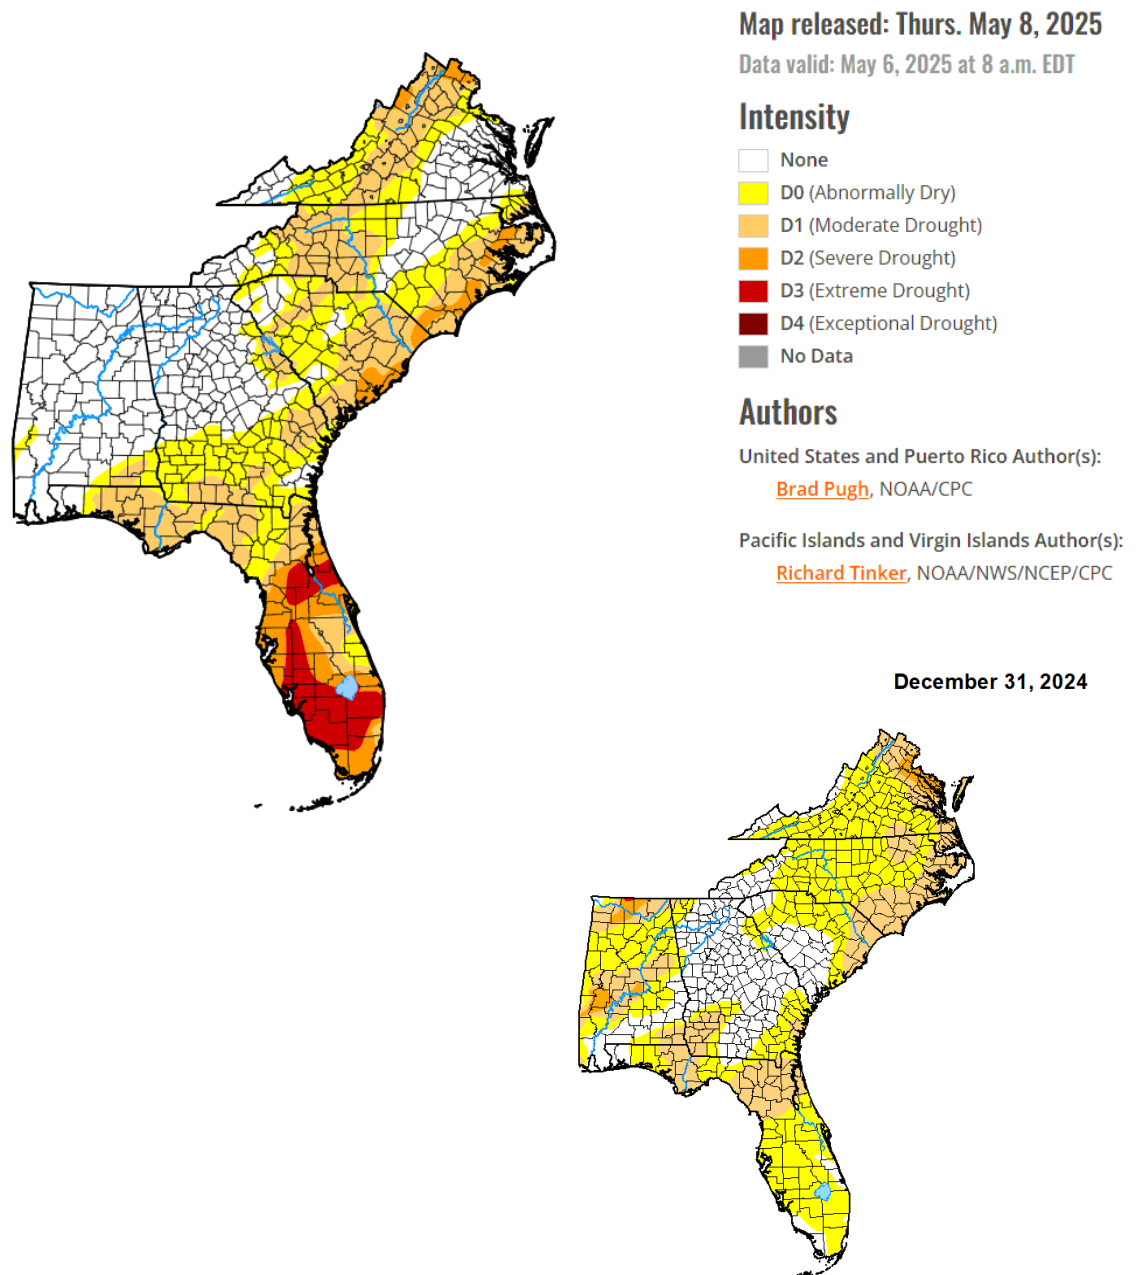 Map released: Thurs. May 8, 2025
Data valid: May 6, 2025 at 8 a.m. EDT
Intensity
None
D0 (Abnormally Dry)
D1 (Moderate Drought)
D2 (Severe Drought)
D3 (Extreme Drought)
D4 (Exceptional Drought)
No Data
Authors
United States and Puerto Rico Author(s):
Brad Pugh, NOAA/CPC
Pacific Islands and Virgin Islands Author(s):
Richard Tinker, NOAA/NWS/NCEP/CPC
December 31, 2024